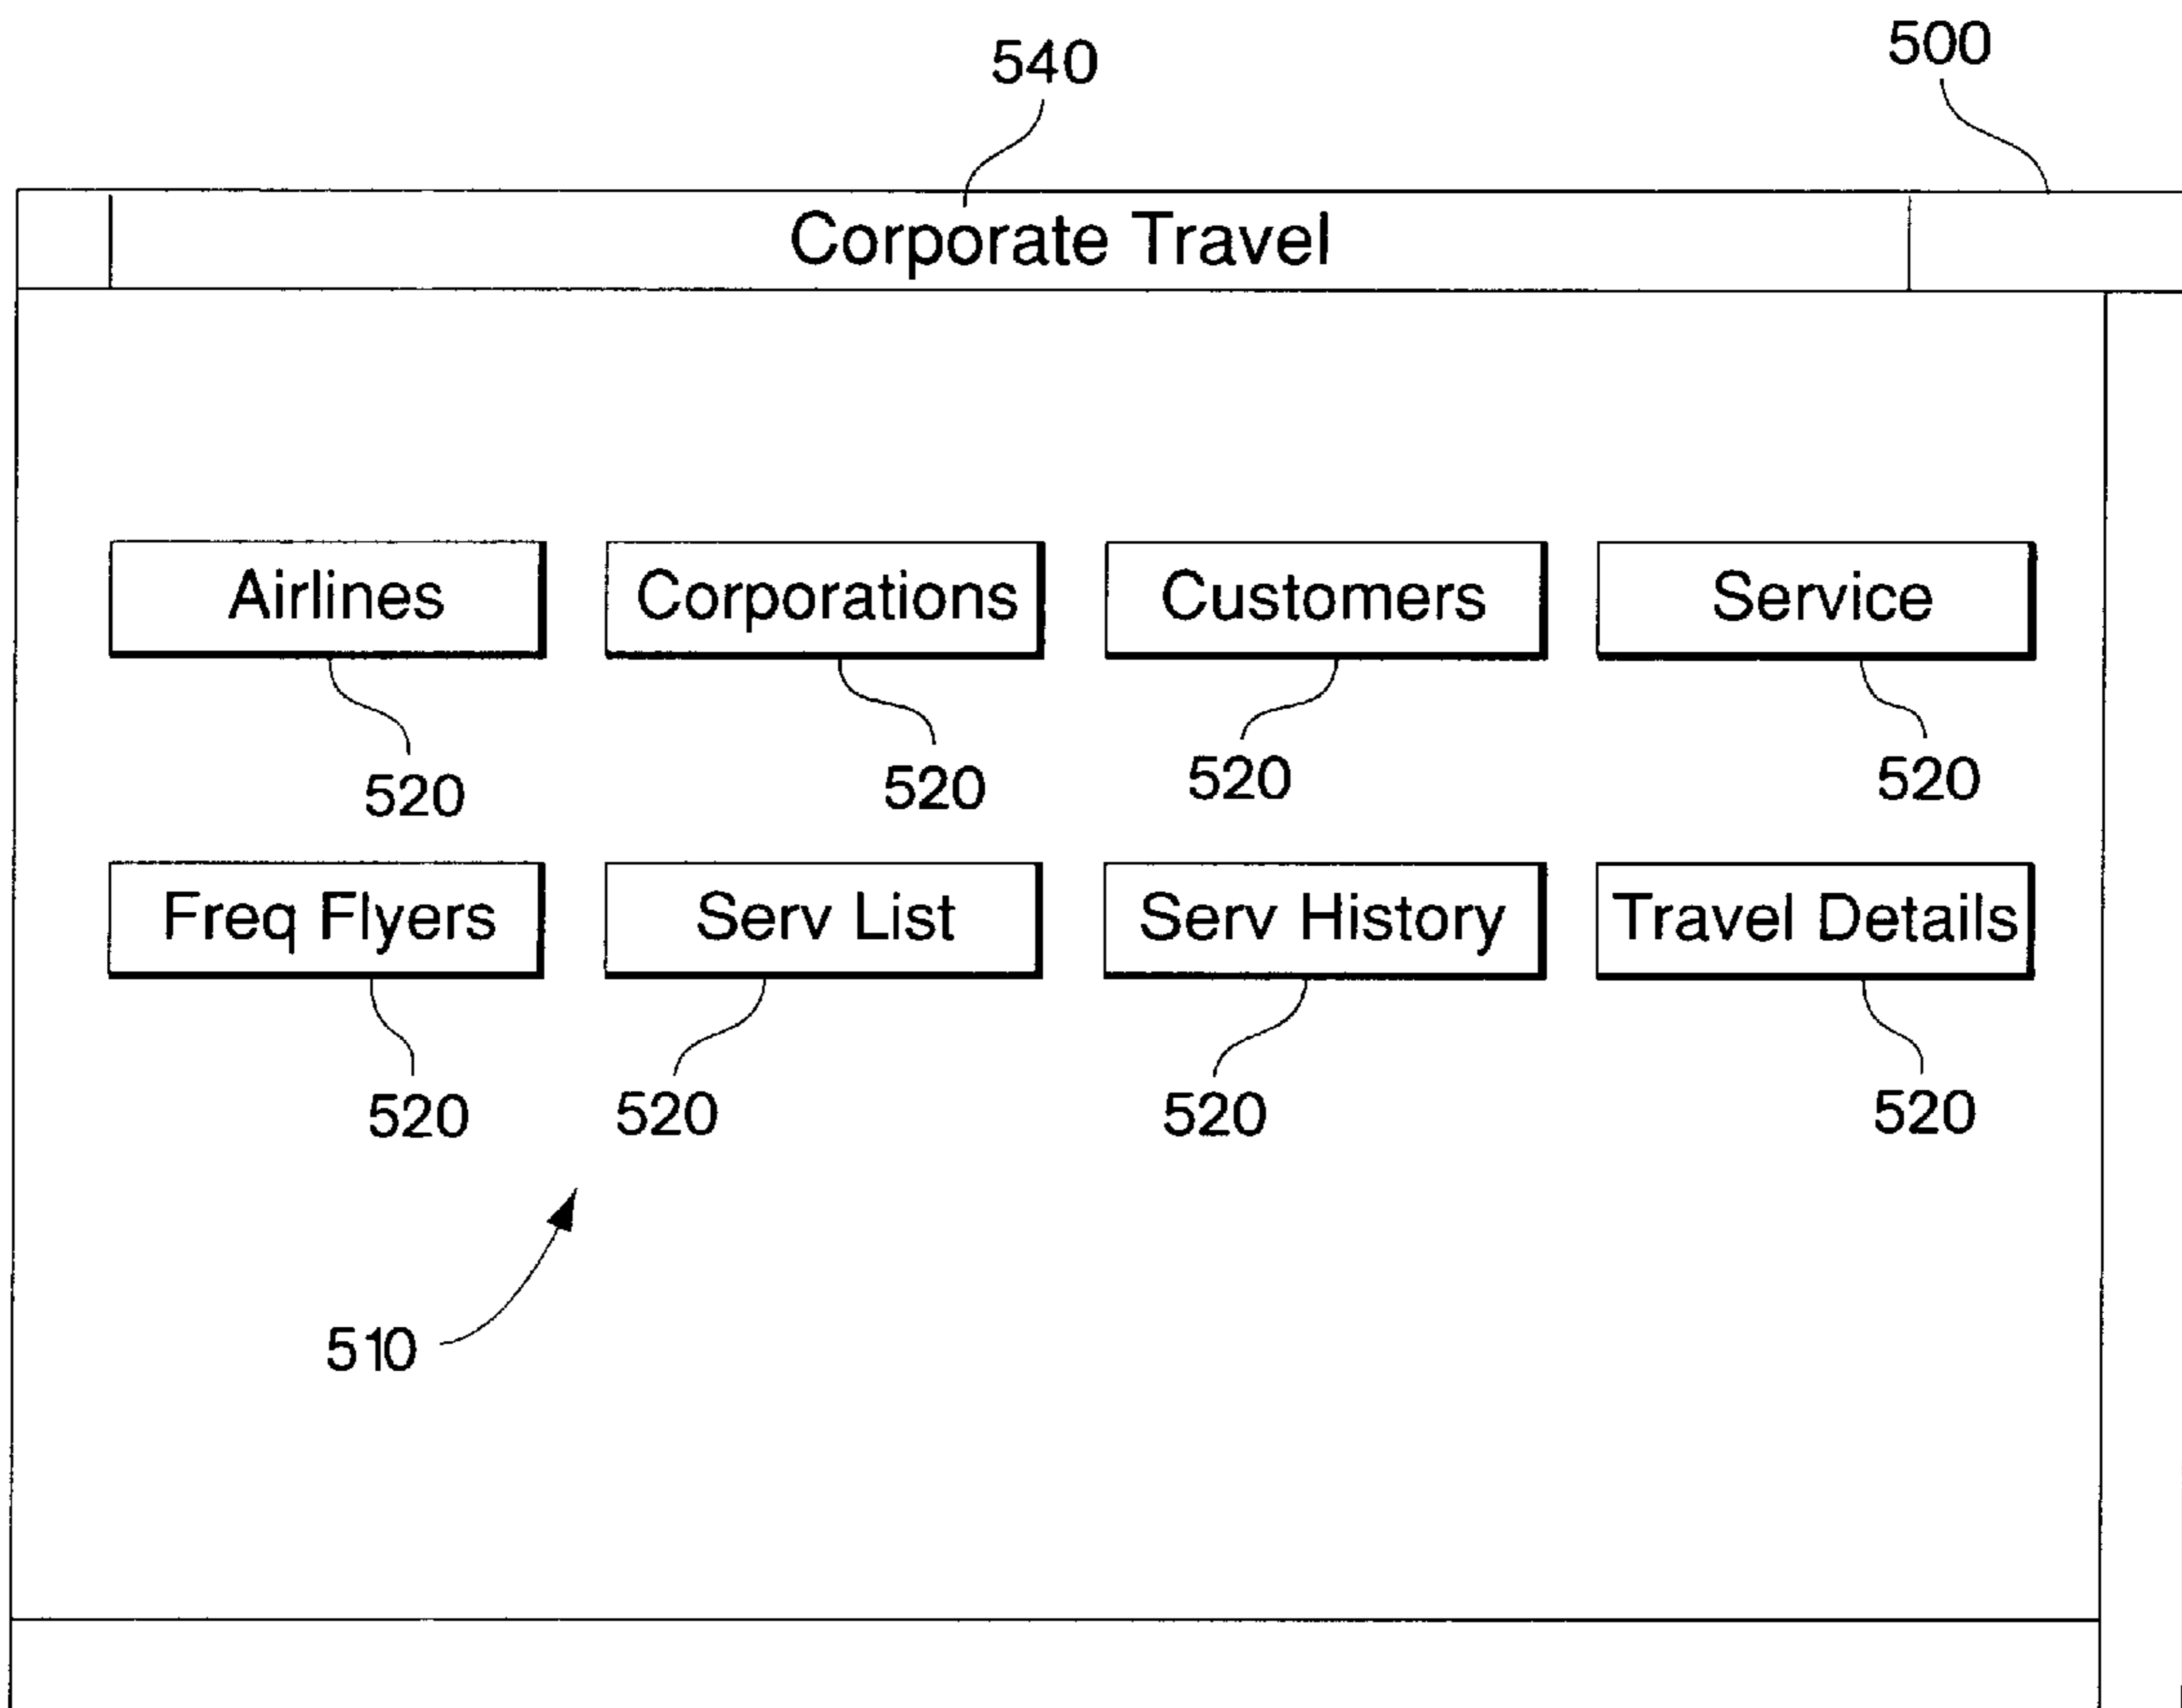 540
500
Corporate Travel
Airlines
Corporations
Customers
Service
520
520
520
520
Freq Flyers
Serv List
Serv History
Travel Details
520
520
520
520
510